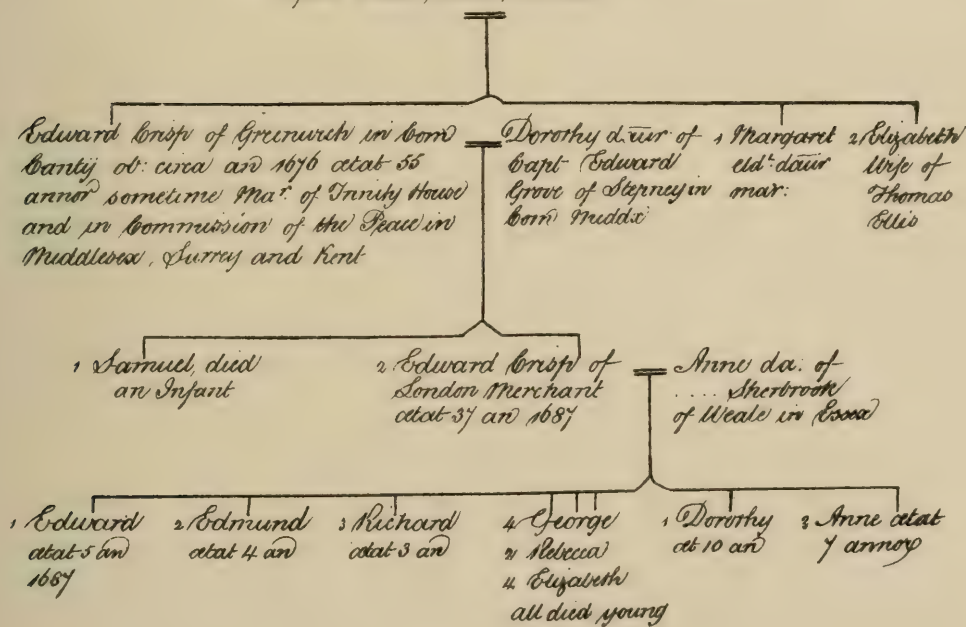 Edward Crisp of Greenwich in Com
Cantij ob: circa an̄ 1676 ætat 55
annor̄ sometime Mar. of Trinity House
and in Commission of the Peace in
Middlesex, Surrey and Kent
Dorothy daūr of
Capt Edward
Grove of Stepney in
Com Middx
1 Margaret
eldt. daūr
mar:
2 Elizabeth
Wife of
Thomas
Ellis
1 Samuel, died
an Infant
2 Edward Crisp of
London Merchant
ætat 37 an̄ 1687
Anne da: of
.... Sherbrook
of Weale in Essex
1 Edward
ætat 5 an̄
1687
2 Edmund
ætat 4 an̄
3 Richard
ætat 3 an̄
4 George
2 Rebecca
4 Elizabeth
all died young
1 Dorothy
æt 10 an̄
3 Anne ætat
7 annoꝝ